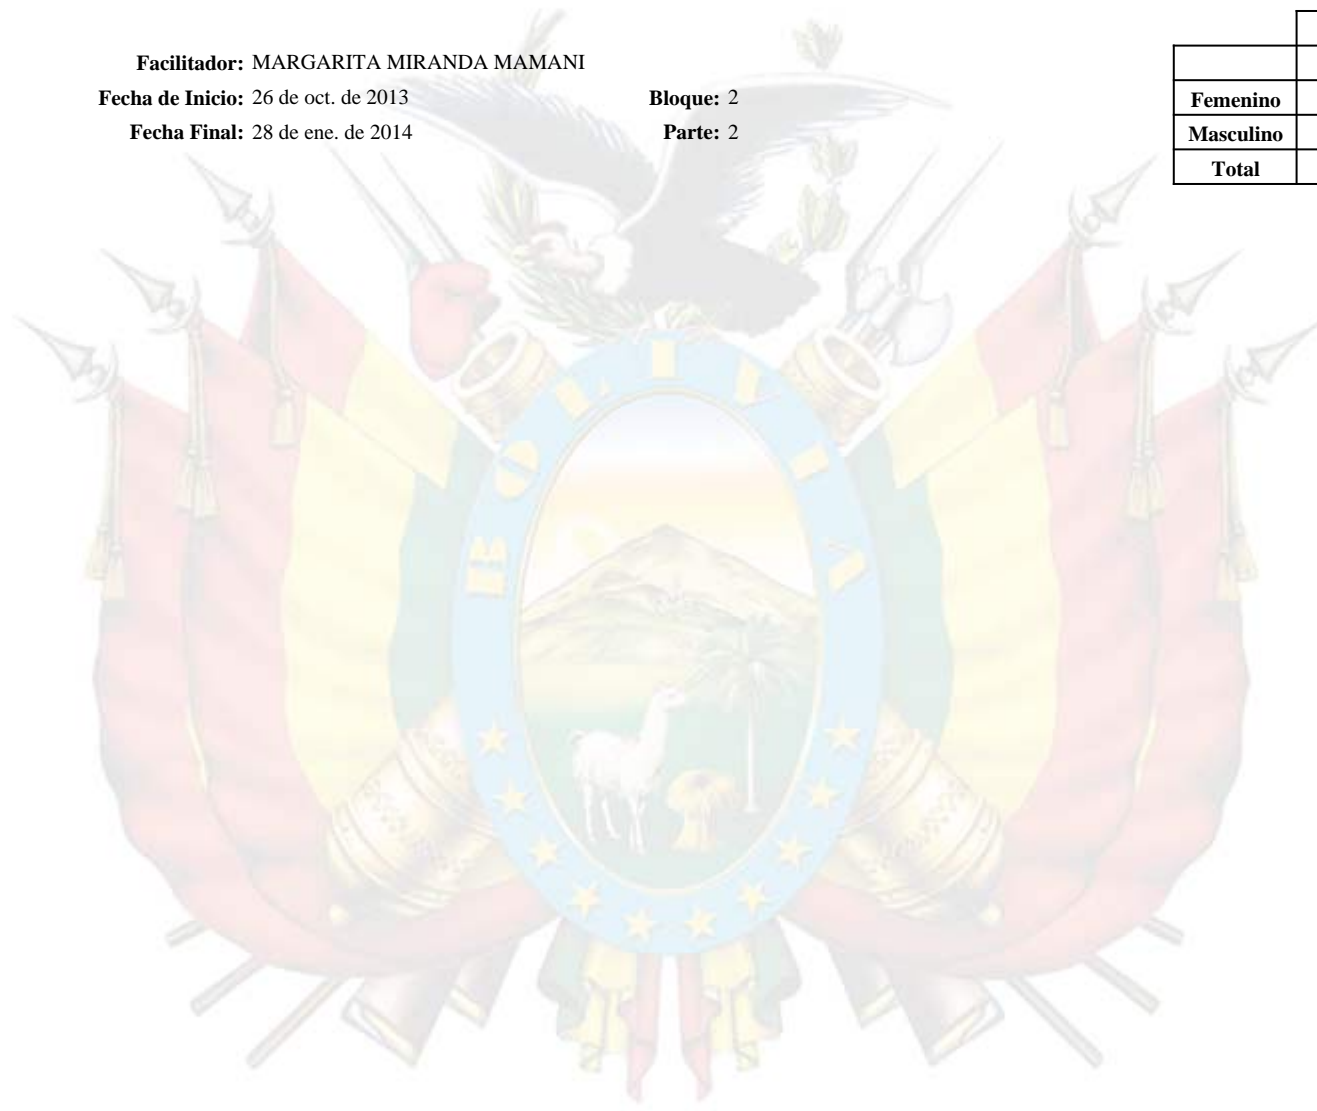 Facilitador: MARGARITA MIRANDA MAMANI
Fecha de Inicio: 26 de oct. de 2013 Bloque: 2
Fecha Final: 28 de ene. de 2014 Parte: 2
Femenino
Masculino
Total
BOLIVIA